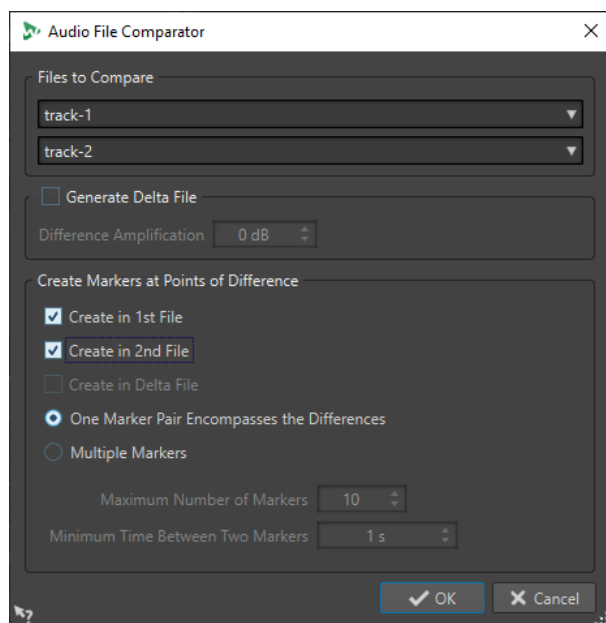 Audio File Comparator
Files to Compare
track-1
track-2
Generate Delta File
Difference Amplification 0 dB
Create Markers at Points of Difference
Create in 1st File
Create in 2nd File
Create in Delta File
One Marker Pair Encompasses the Differences
Multiple Markers
Maximum Number of Markers 10
Minimum Time Between Two Markers 1 s
OK Cancel
?